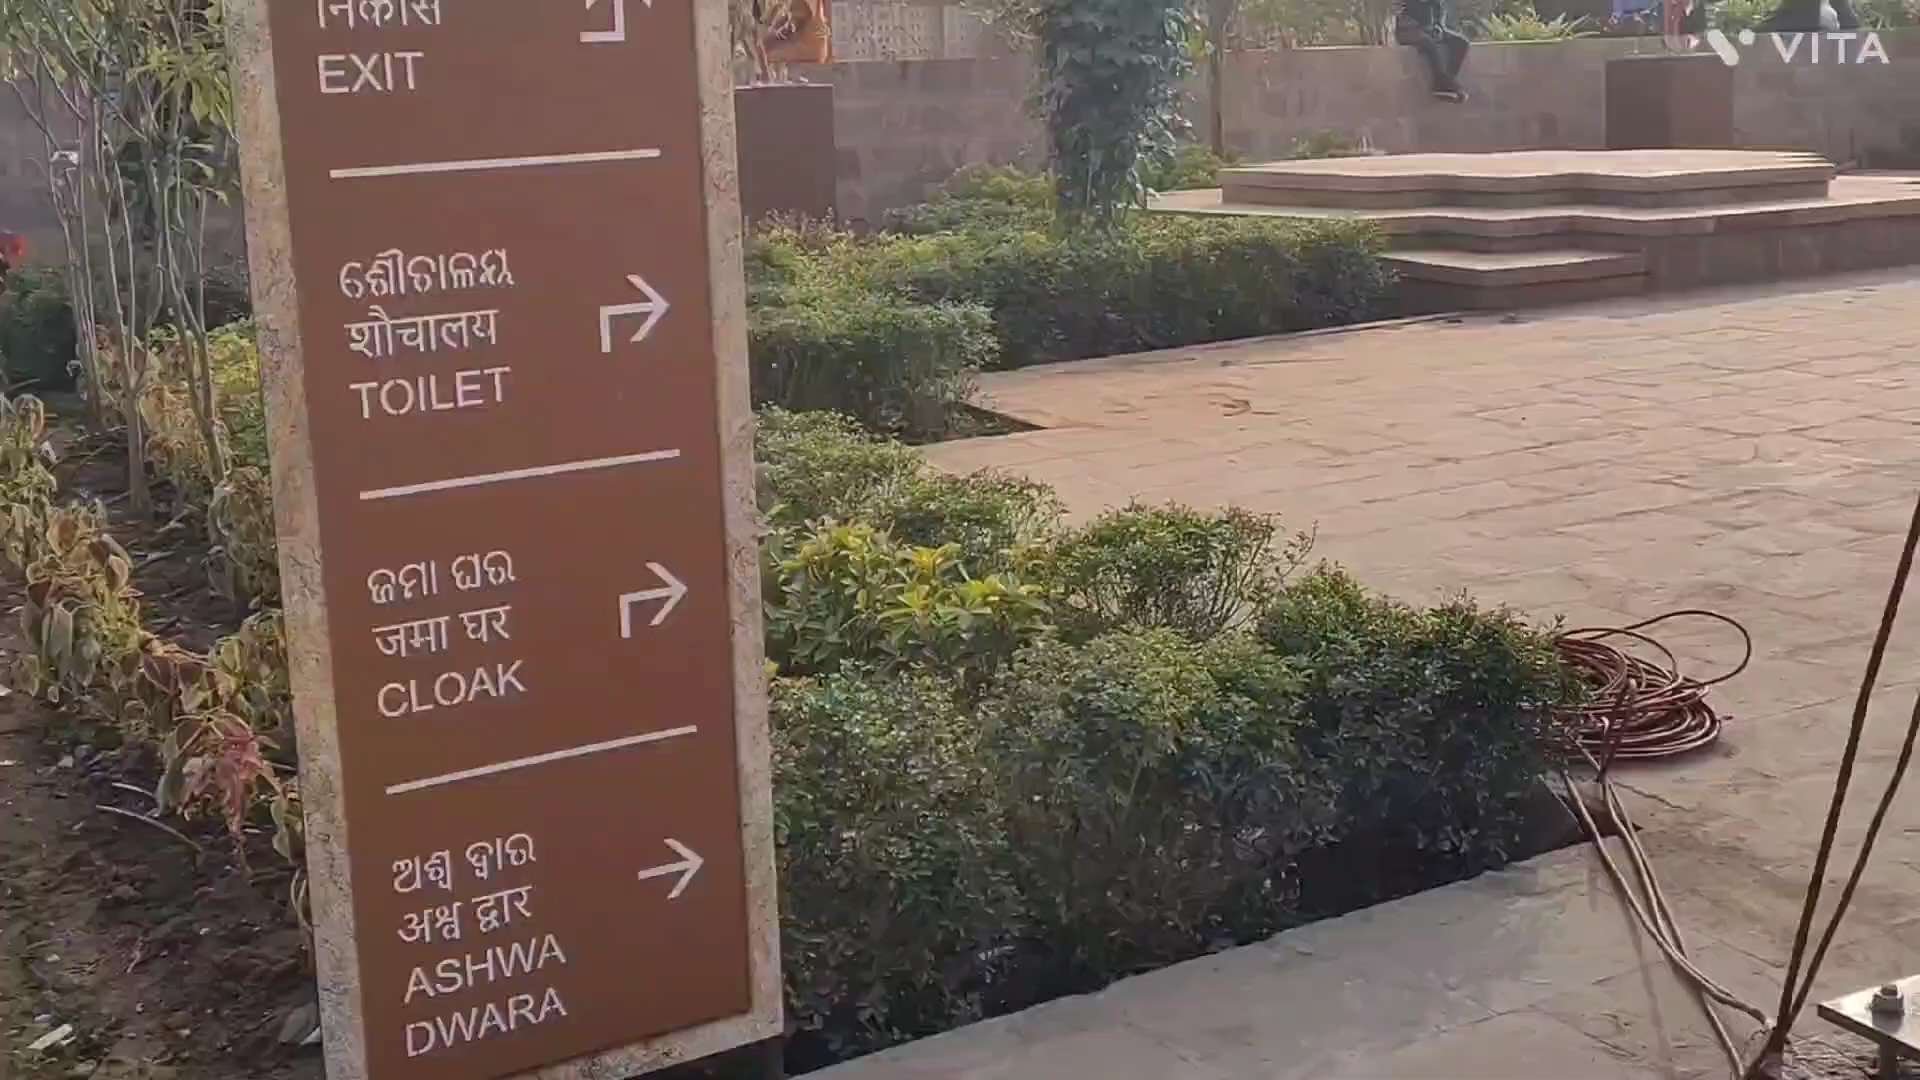 निकास
EXIT
VITA
ଶୌଚାଳୟ
शौचालय
TOILET
ଜମା ଘର
जमा घर
CLOAK
ଅଶ୍ୱ ଦ୍ୱାର
अश्व द्वार
ASHWA
DWARA